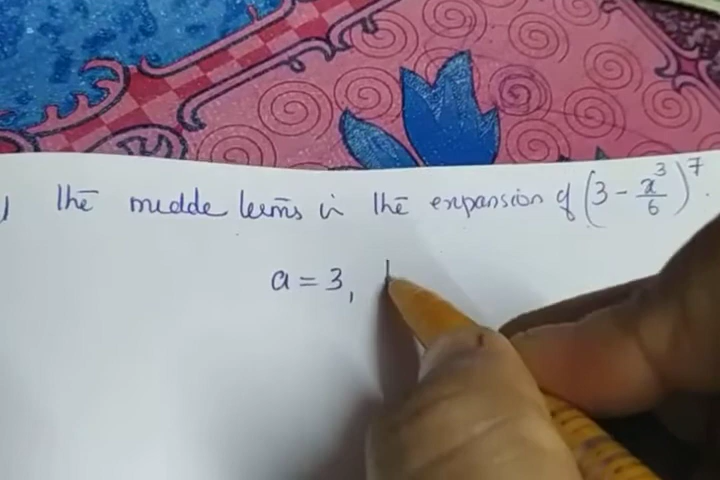 ) the middle terms in the expansion of (3 - x³/6)⁷.
a = 3,